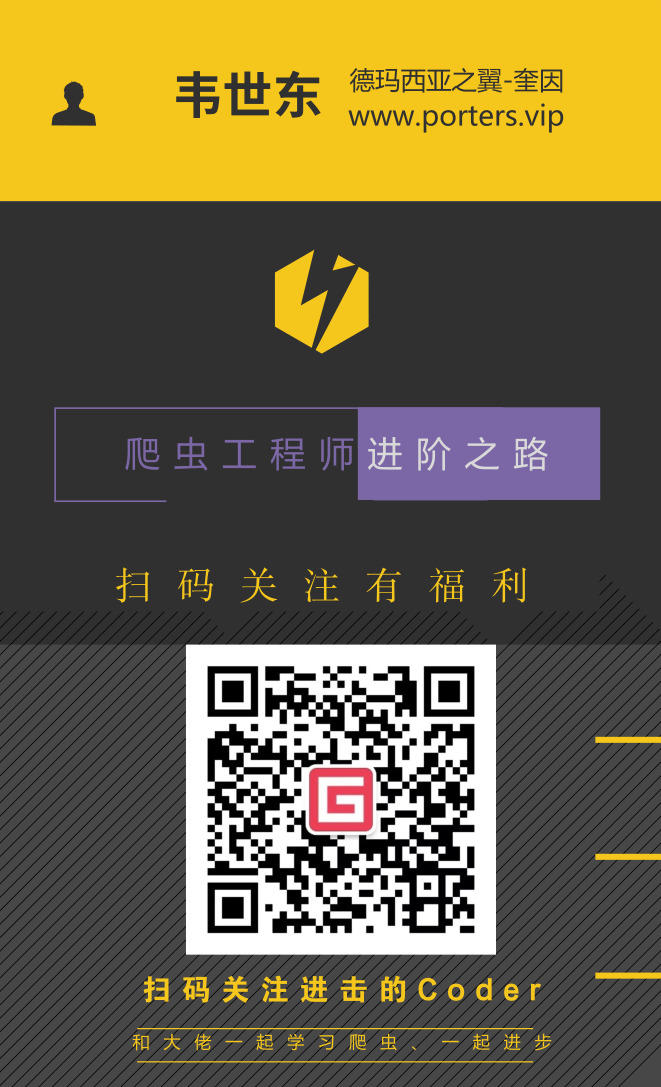 韦世东
德玛西亚之翼-奎因
www.porters.vip
爬虫工程师进阶之路
扫码关注有福利
G
扫码关注进击的Coder
和大佬一起学习爬虫、一起进步